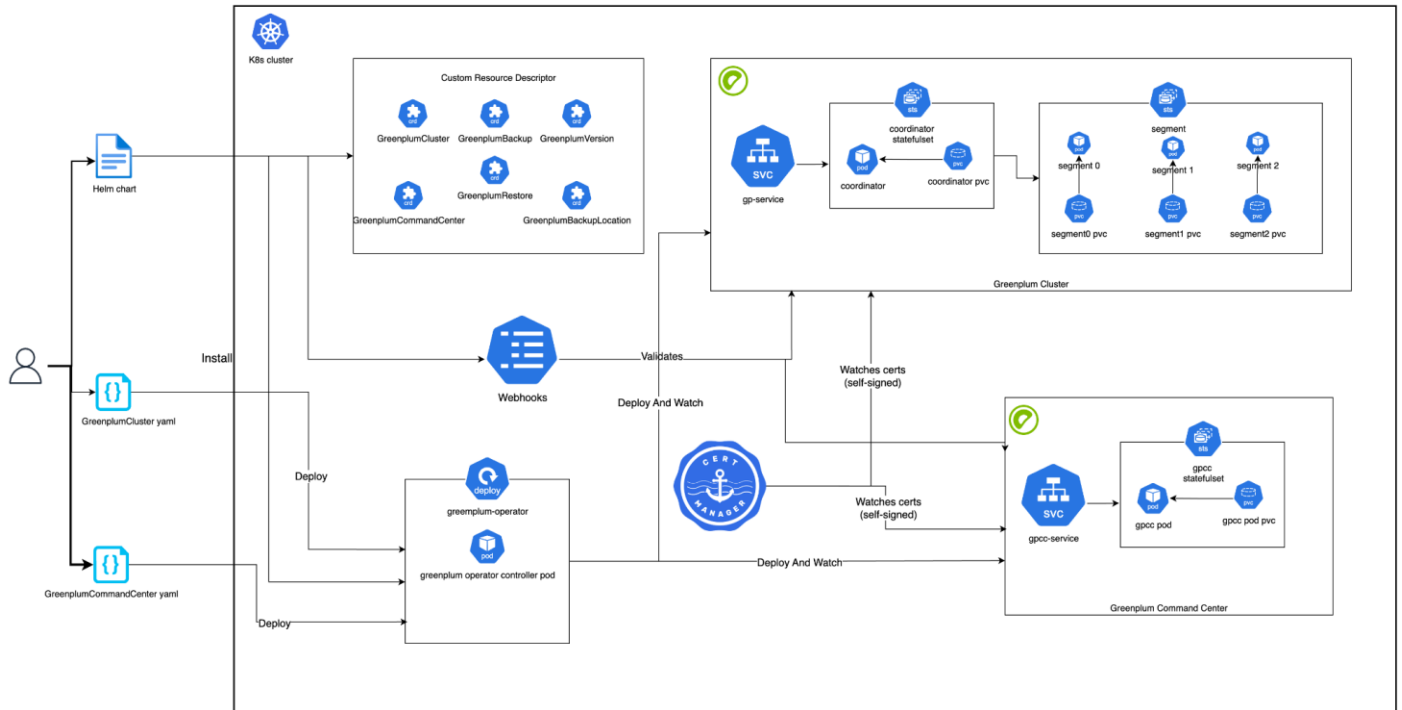 K8s cluster
Custom Resource Descriptor
crd
GreenplumCluster
crd
GreenplumBackup
crd
GreenplumVersion
crd
GreenplumRestore
crd
GreenplumCommandCenter
crd
GreenplumBackupLocation
Helm chart
Install
GreenplumCluster yaml
GreenplumCommandCenter yaml
Deploy
Deploy
Webhooks
Validates
deploy
greemplum-operator
pod
greenplum operator controller pod
Deploy And Watch
Deploy And Watch
CERT
MANAGER
Watches certs
(self-signed)
Watches certs
(self-signed)
SVC
gp-service
sts
coordinator
statefulset
pod
coordinator
pvc
coordinator pvc
sts
segment
pod
segment 0
pod
segment 1
pod
segment 2
pvc
segment0 pvc
pvc
segment1 pvc
pvc
segment2 pvc
Greenplum Cluster
SVC
gpcc-service
sts
gpcc
statefulset
pod
gpcc pod
pvc
gpcc pod pvc
Greenplum Command Center